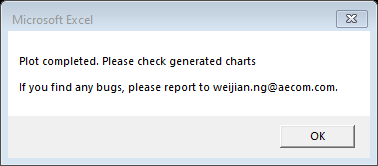 Microsoft Excel
Plot completed. Please check generated charts
If you find any bugs, please report to weijian.ng@aecom.com.
OK